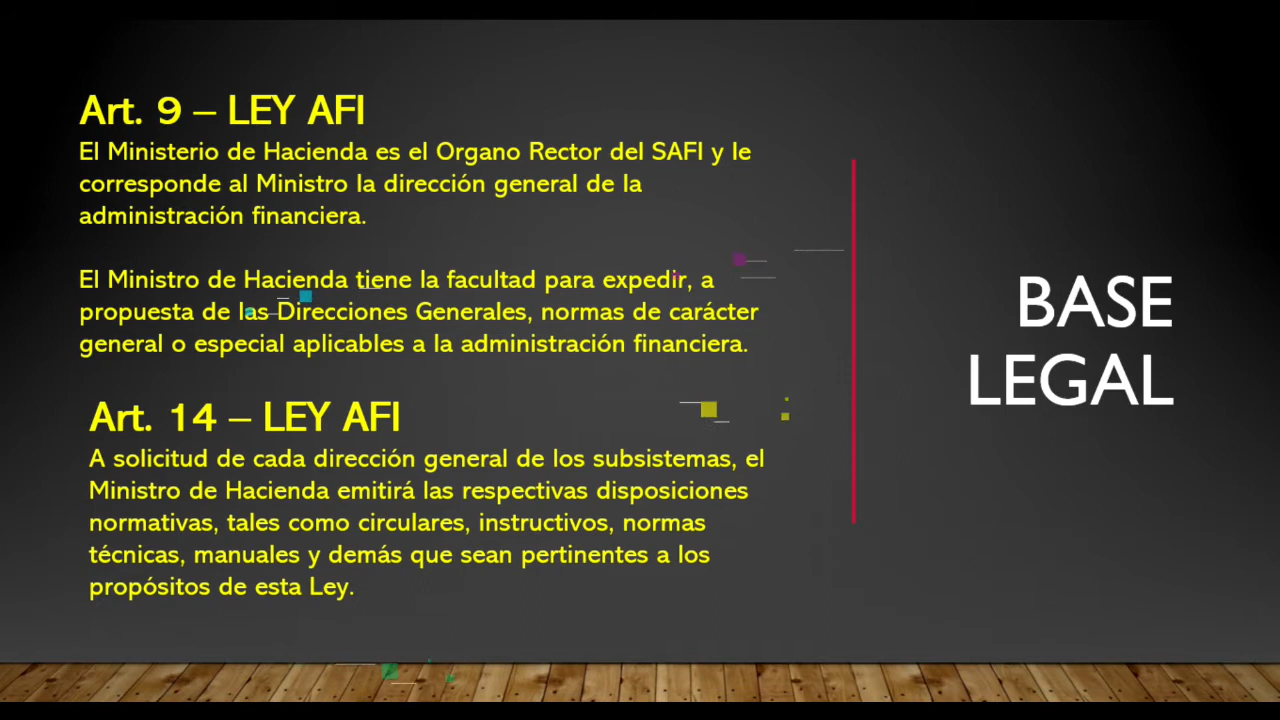 Art. 9 – LEY AFI
El Ministerio de Hacienda es el Organo Rector del SAFI y le
corresponde al Ministro la dirección general de la
administración financiera.
El Ministro de Hacienda tiene la facultad para expedir, a
propuesta de las Direcciones Generales, normas de carácter
general o especial aplicables a la administración financiera.
Art. 14 – LEY AFI
A solicitud de cada dirección general de los subsistemas, el
Ministro de Hacienda emitirá las respectivas disposiciones
normativas, tales como circulares, instructivos, normas
técnicas, manuales y demás que sean pertinentes a los
propósitos de esta Ley.
BASE
LEGAL